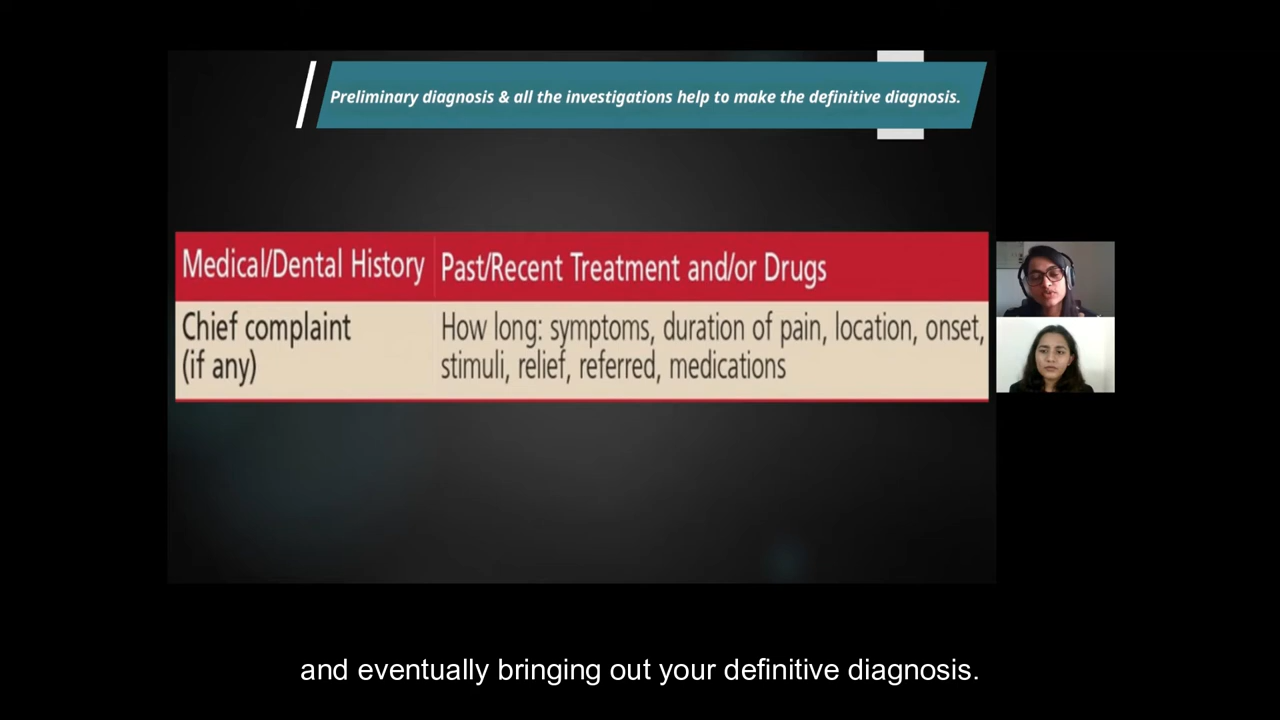 Preliminary diagnosis & all the investigations help to make the definitive diagnosis.
Medical/Dental History
Past/Recent Treatment and/or Drugs
Chief complaint
(if any)
How long: symptoms, duration of pain, location, onset,
stimuli, relief, referred, medications
and eventually bringing out your definitive diagnosis.